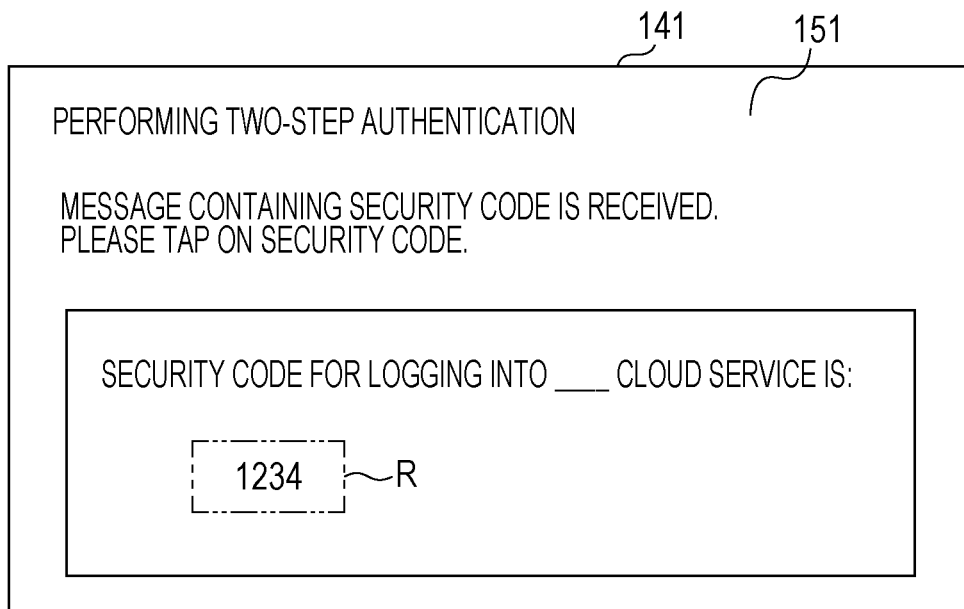 141
151
PERFORMING TWO-STEP AUTHENTICATION
MESSAGE CONTAINING SECURITY CODE IS RECEIVED.
PLEASE TAP ON SECURITY CODE.
SECURITY CODE FOR LOGGING INTO ____ CLOUD SERVICE IS:
1234
R